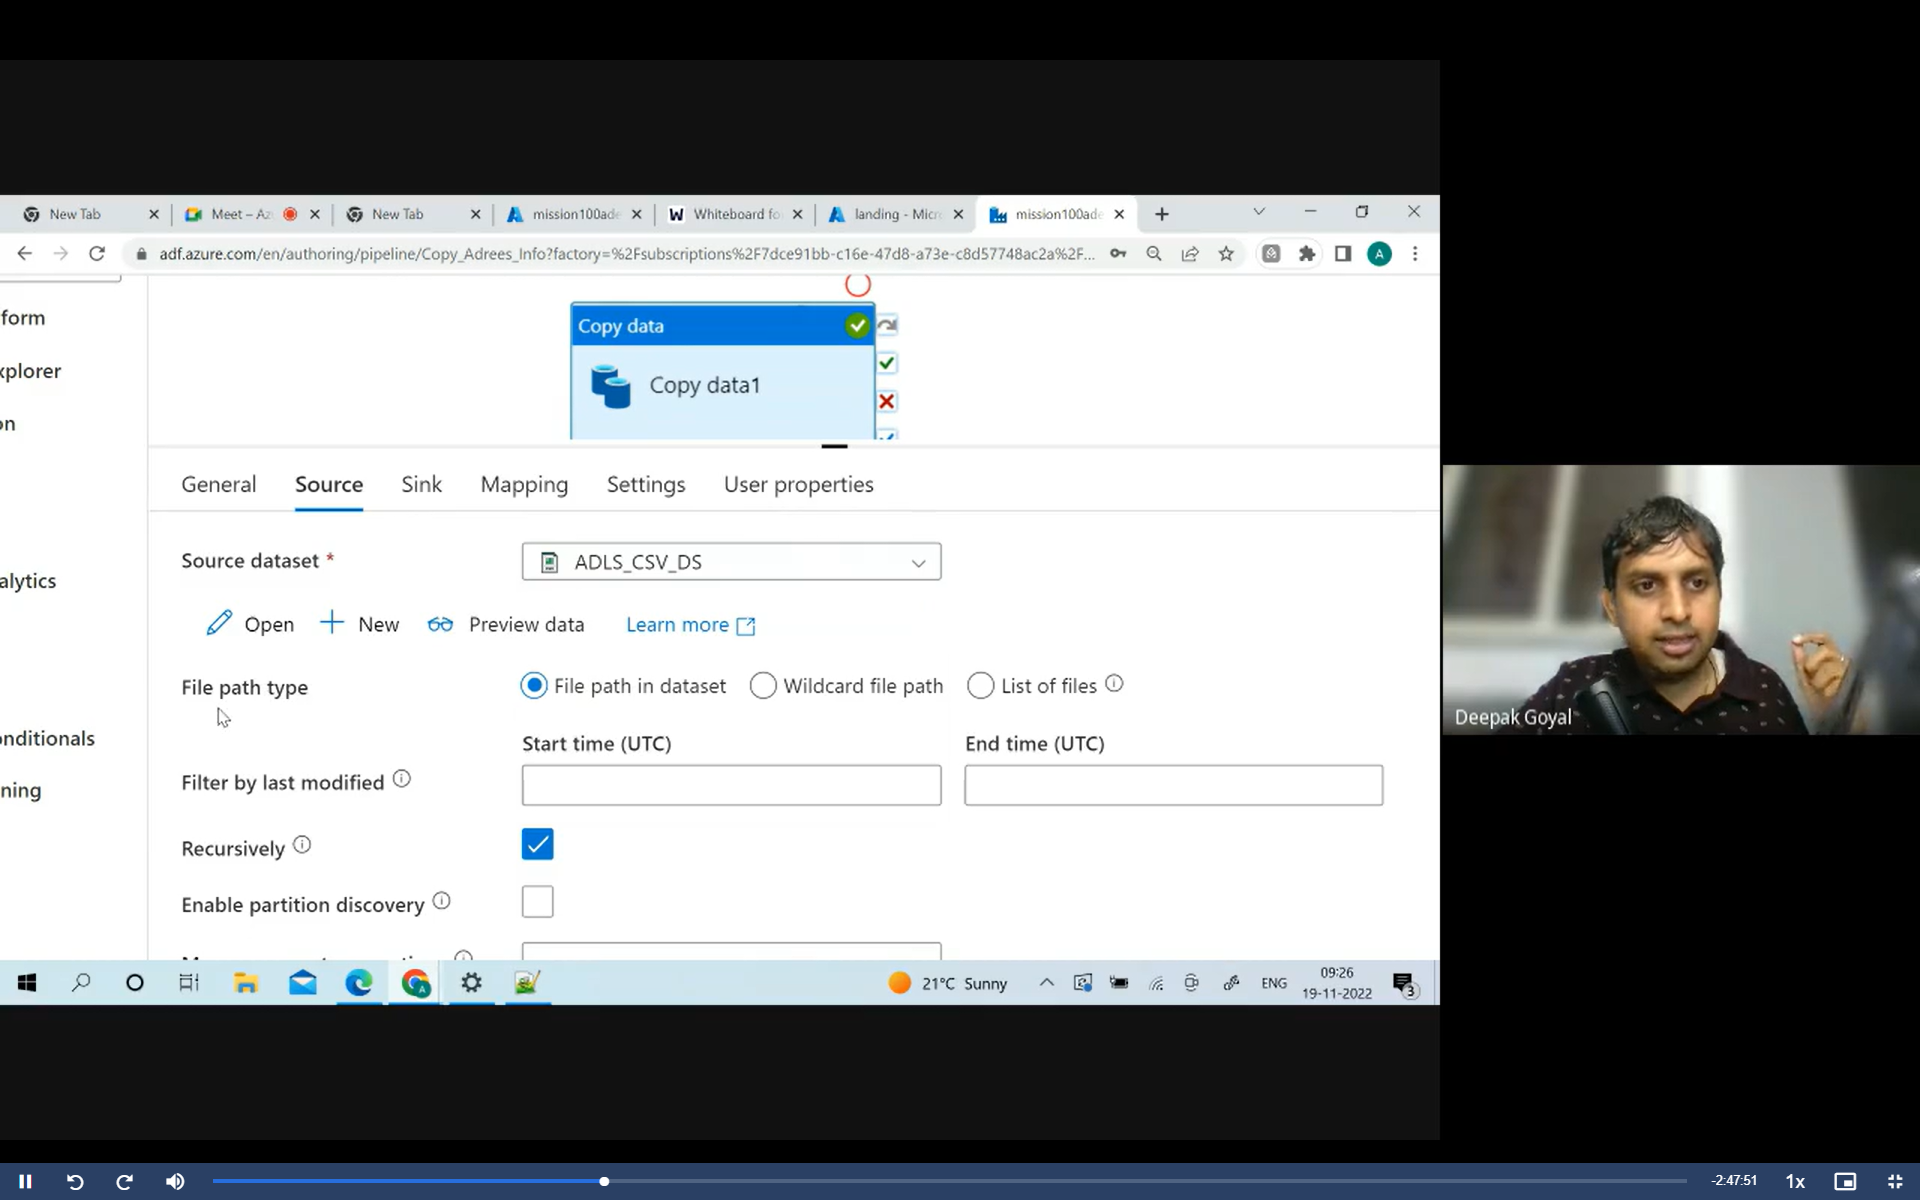 New Tab
Meet – Az
New Tab
mission100ade
Whiteboard fo
landing - Micr
mission100ade
adf.azure.com/en/authoring/pipeline/Copy_Adrees_Info?factory=%2Fsubscriptions%2F7dce91bb-c16e-47d8-a73e-c8d57748ac2a%2F...
A
form
xplorer
on
alytics
onditionals
ning
Copy data
Copy data1
General Source Sink Mapping Settings User properties
Source dataset *
ADLS_CSV_DS
Open New Preview data Learn more
File path type
File path in dataset Wildcard file path List of files
Start time (UTC) End time (UTC)
Filter by last modified
Recursively
Enable partition discovery
Deepak Goyal
21°C Sunny
ENG
09:26
19-11-2022
3
-2:47:51
1x